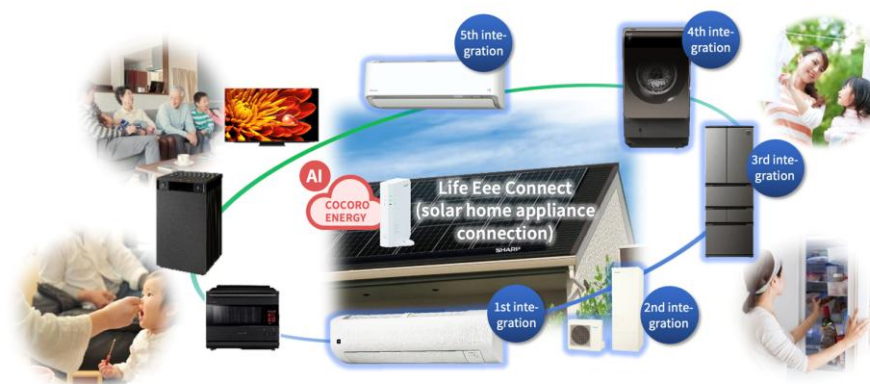 5th inte-
gration
4th inte-
gration
3rd inte-
gration
AI
COCORO
ENERGY
Life Eee Connect
(solar home appliance
connection)
SHARP
1st inte-
gration
2nd inte-
gration